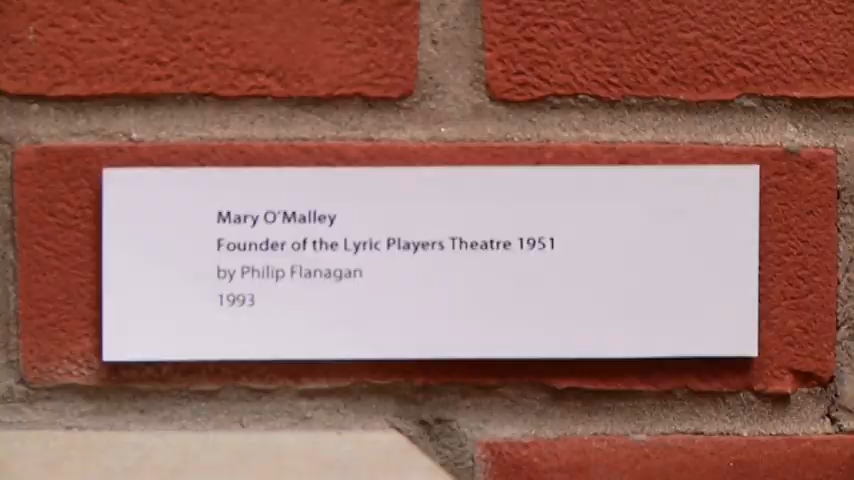 Mary O'Malley
Founder of the Lyric Players Theatre 1951
by Philip Flanagan
1993